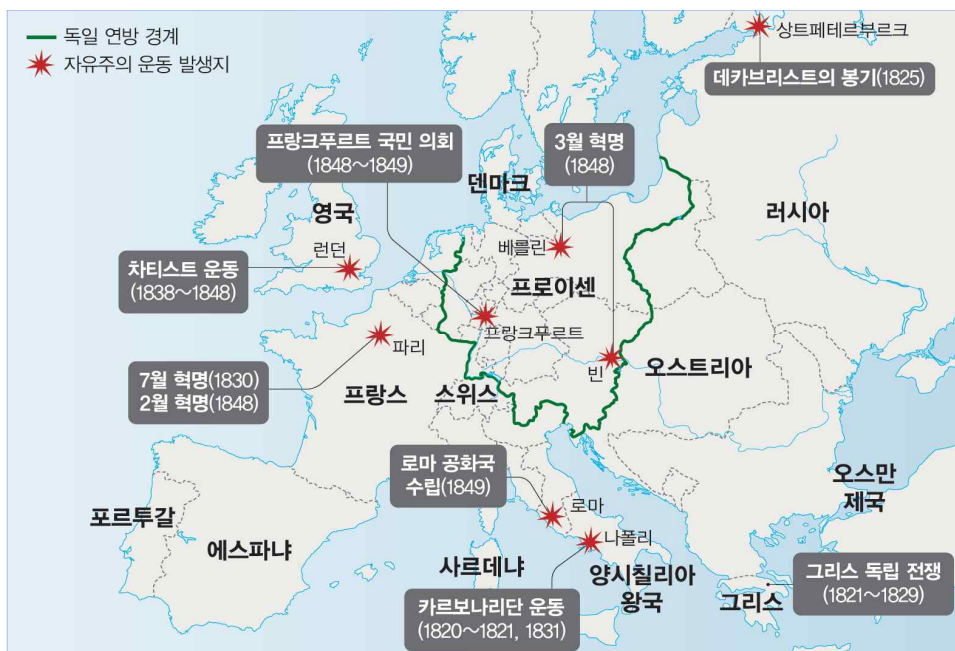 독일 연방 경계
자유주의 운동 발생지
상트페테르부르크
데카브리스트의 봉기(1825)
프랑크푸르트 국민 의회
(1848~1849)
3월 혁명
(1848)
덴마크
영국
런던
러시아
베를린
차티스트 운동
(1838~1848)
프로이센
프랑크푸르트
파리
빈
오스트리아
7월 혁명(1830)
2월 혁명(1848)
프랑스
스위스
로마 공화국
수립(1849)
오스만
제국
포르투갈
에스파냐
로마
나폴리
사르데냐
양시칠리아
왕국
그리스
그리스 독립 전쟁
(1821~1829)
카르보나리단 운동
(1820~1821, 1831)